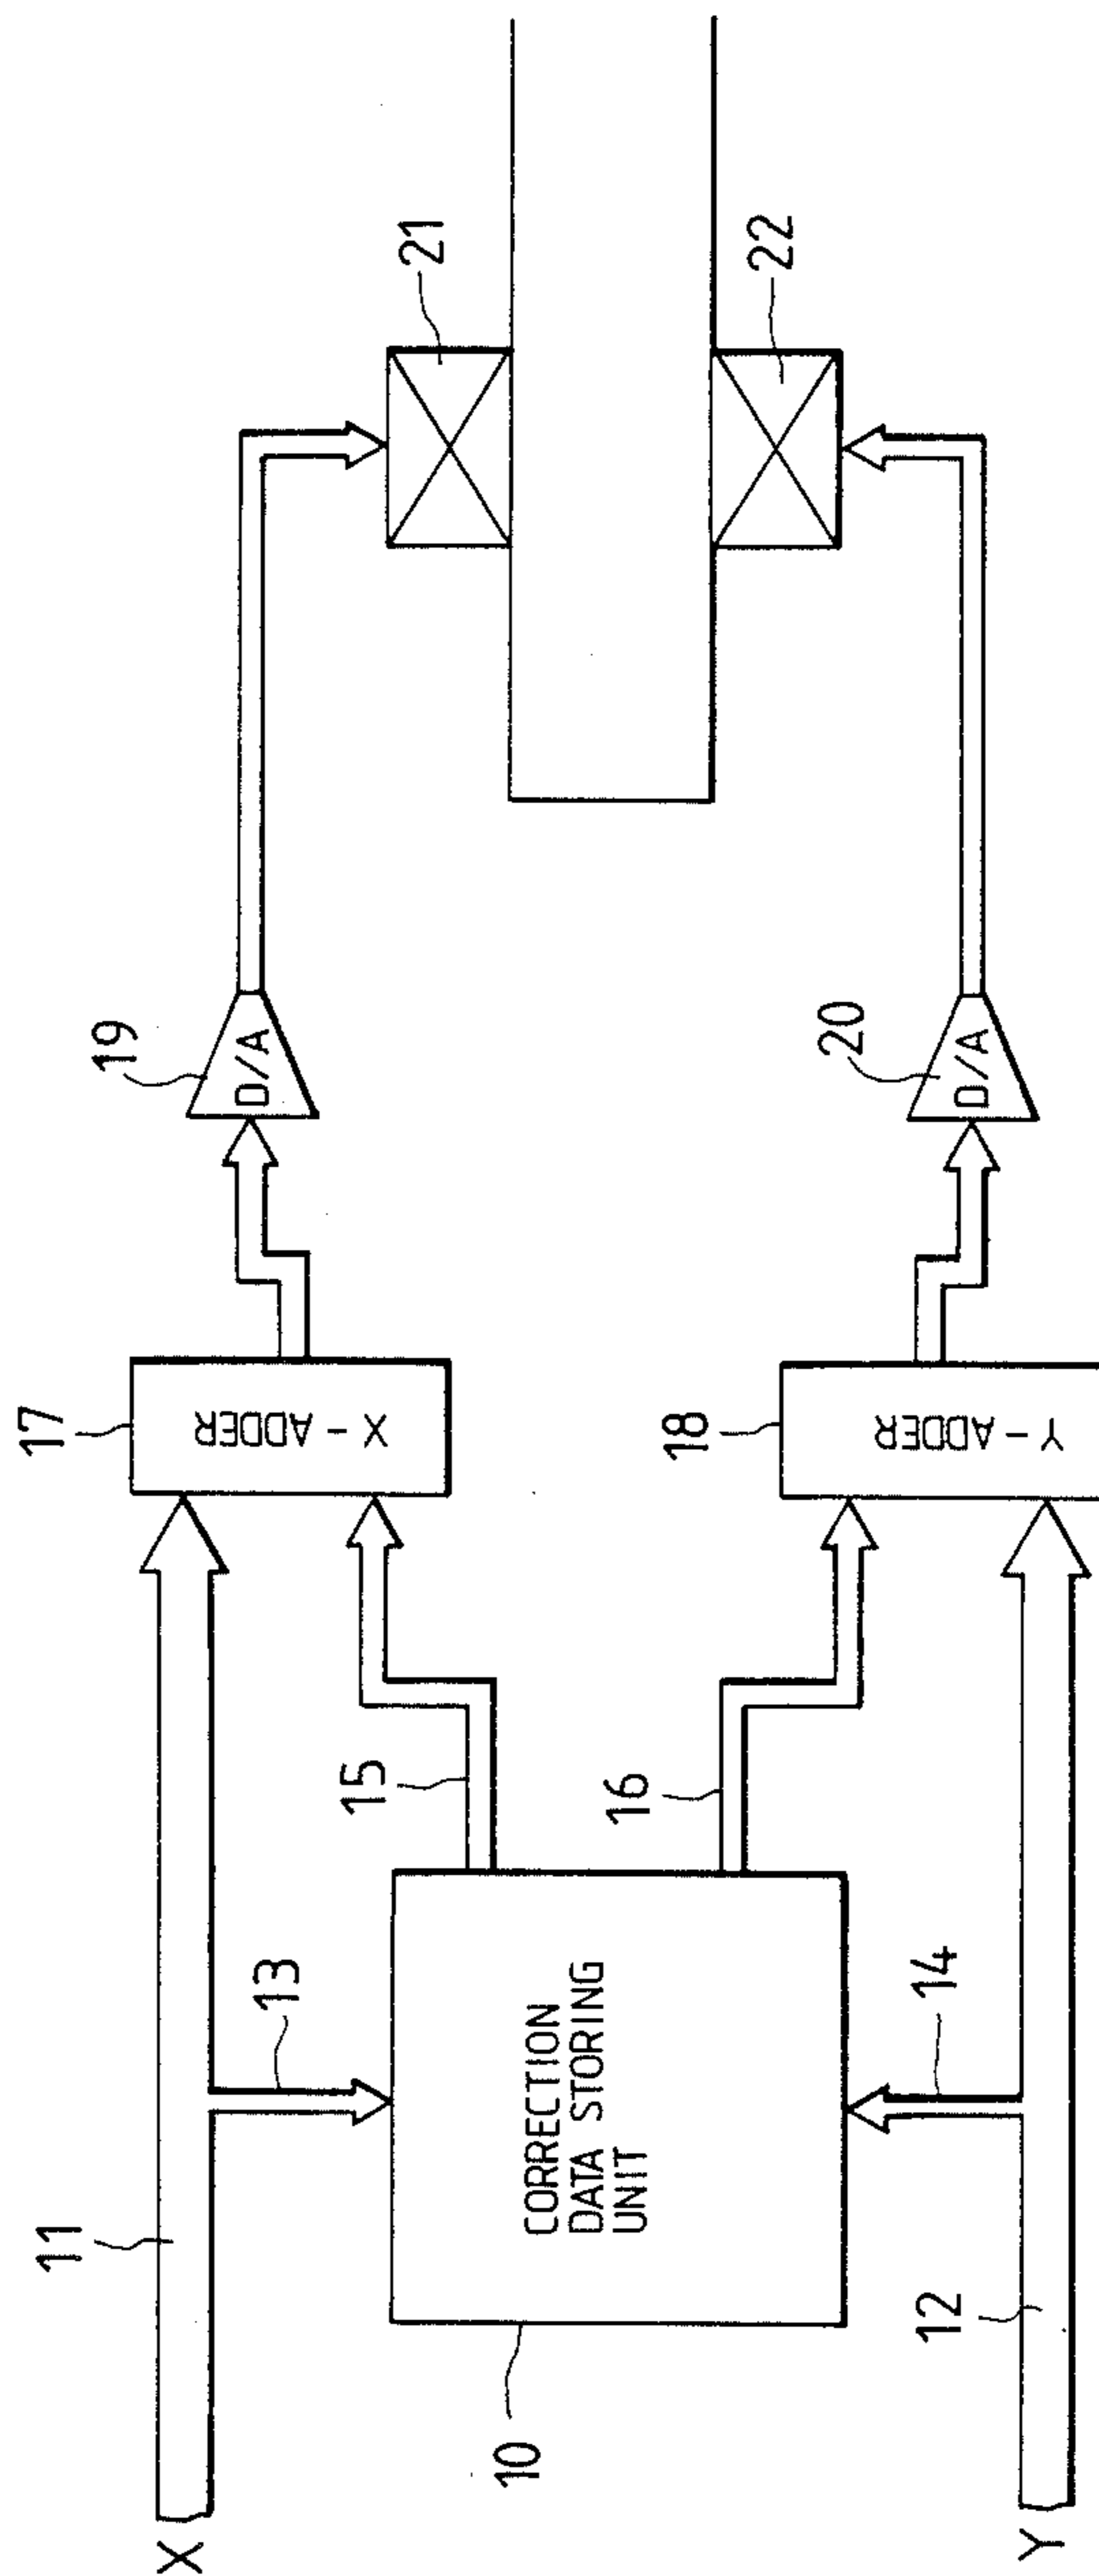 X
11
13
10
CORRECTION
DATA STORING
UNIT
14
12
Y
15
16
17
X - ADDER
18
Y - ADDER
19
D/A
20
D/A
21
22